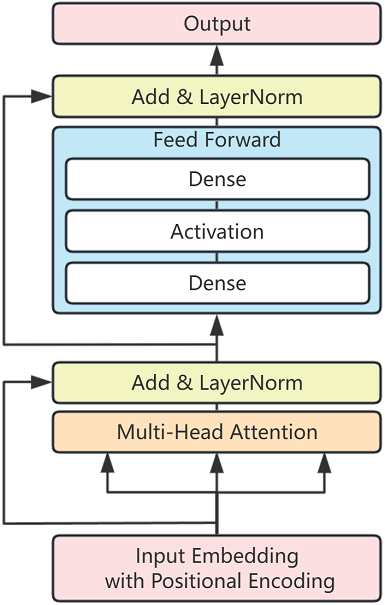 Output
Add & LayerNorm
Feed Forward
Dense
Activation
Dense
Add & LayerNorm
Multi-Head Attention
Input Embedding
with Positional Encoding